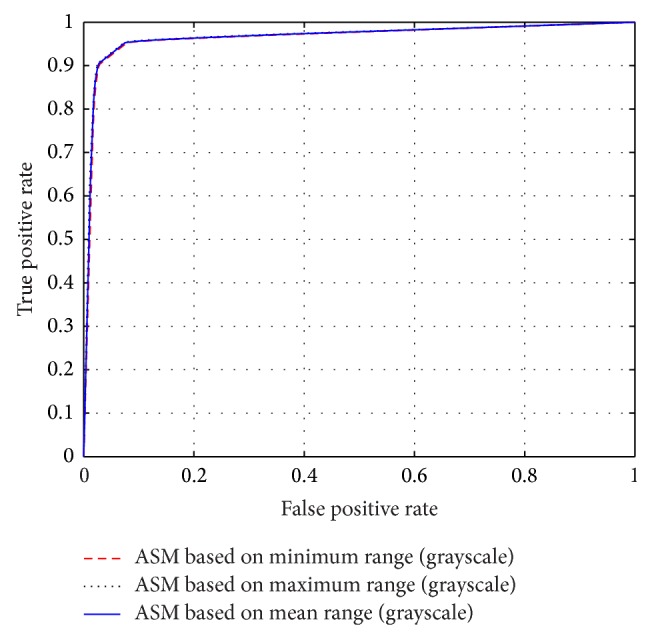 1
0.9
0.8
0.7
0.6
0.5
0.4
0.3
0.2
0.1
0
True positive rate
0 0.2 0.4 0.6 0.8 1
False positive rate
ASM based on minimum range (grayscale)
ASM based on maximum range (grayscale)
ASM based on mean range (grayscale)